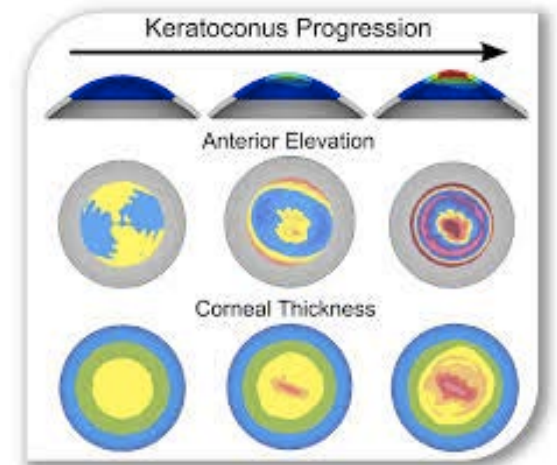 Keratoconus Progression
Anterior Elevation
Corneal Thickness